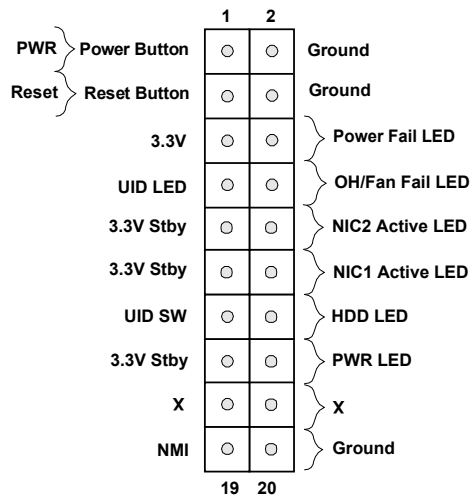 1 2
PWR Power Button Ground
Reset Reset Button Ground
3.3V Power Fail LED
UID LED OH/Fan Fail LED
3.3V Stby NIC2 Active LED
3.3V Stby NIC1 Active LED
UID SW HDD LED
3.3V Stby PWR LED
X X
NMI Ground
19 20